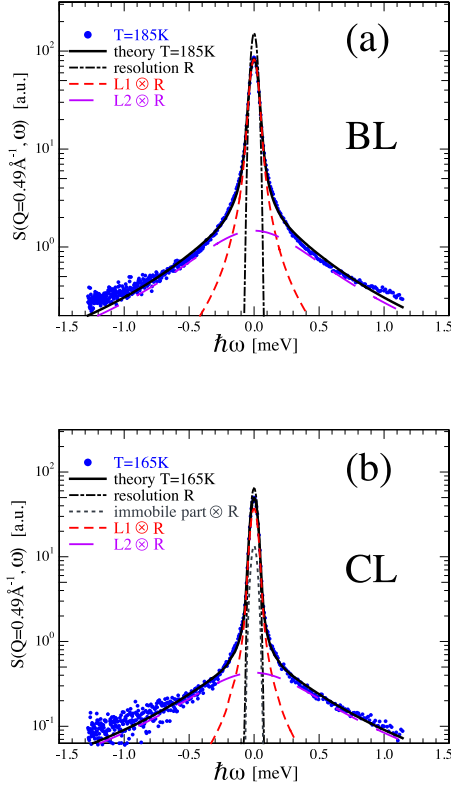 (a)
T=185K
theory T=185K
resolution R
L1 ⊗ R
L2 ⊗ R
BL
S(Q=0.49Å⁻¹, ω) [a.u.]
10²
10¹
10⁰
-1.5 -1.0 -0.5 0.0 0.5 1.0 1.5
ℏω [meV]
(b)
T=165K
theory T=165K
resolution R
immobile part ⊗ R
L1 ⊗ R
L2 ⊗ R
CL
S(Q=0.49Å⁻¹, ω) [a.u.]
10²
10¹
10⁰
10⁻¹
-1.5 -1.0 -0.5 0.0 0.5 1.0 1.5
ℏω [meV]